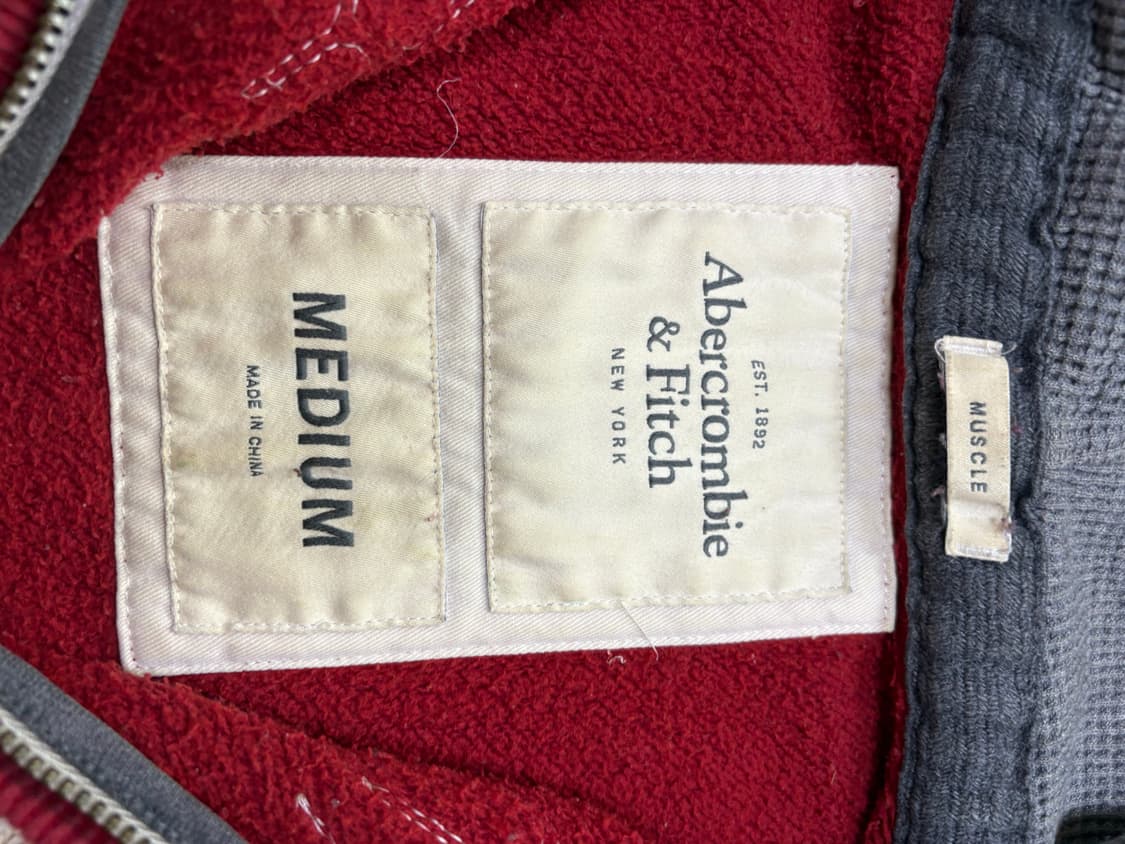 MUSCLE
EST. 1892
Abercrombie
& Fitch
NEW YORK
MEDIUM
MADE IN CHINA